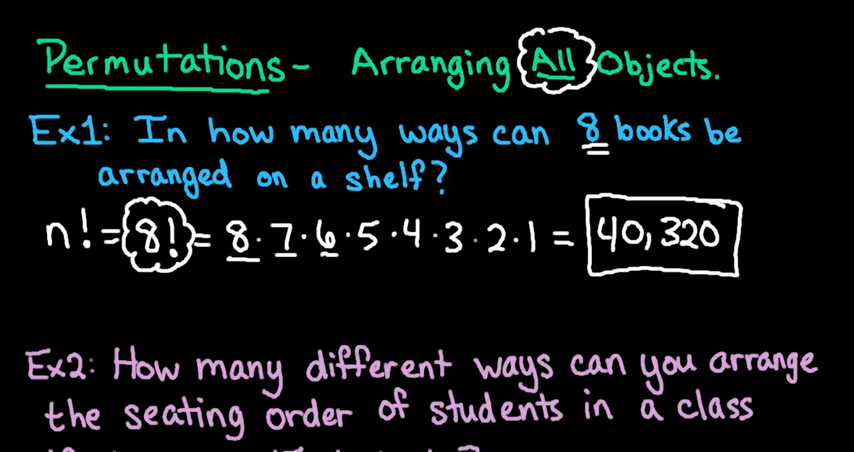 Permutations - Arranging All Objects.
Ex1: In how many ways can 8 books be
arranged on a shelf?
n! = 8! = 8 · 7 · 6 · 5 · 4 · 3 · 2 · 1 = 40,320
Ex2: How many different ways can you arrange
the seating order of students in a class